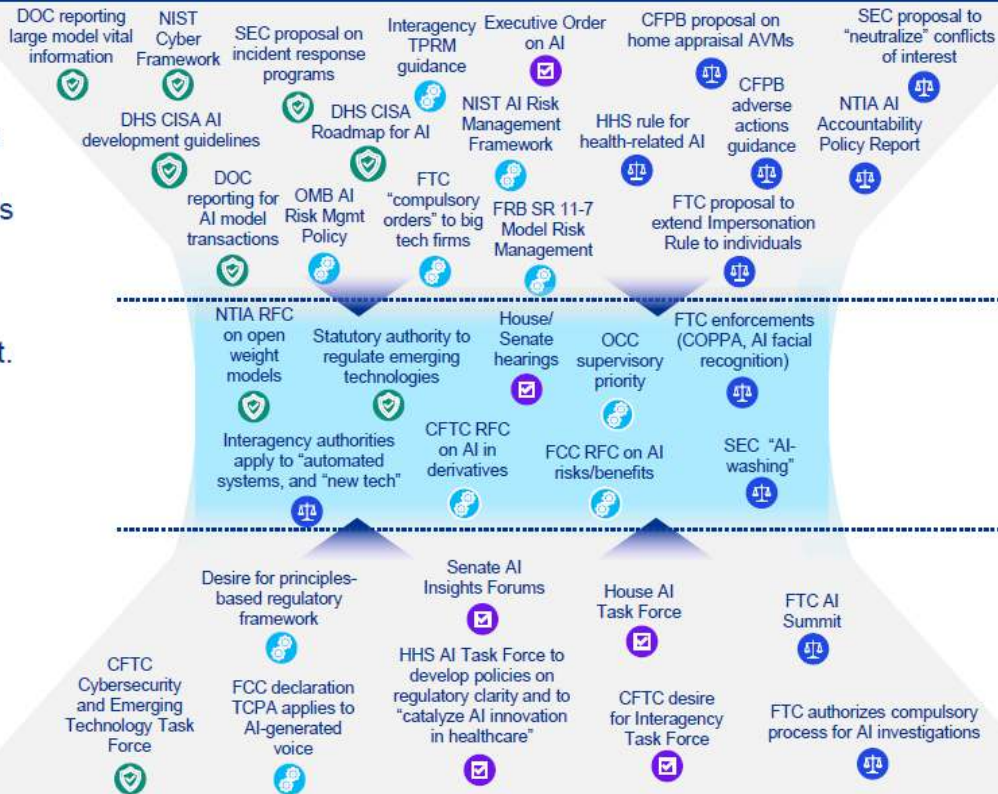 DOC reporting
large model vital
information
NIST
Cyber
Framework
SEC proposal on
incident response
programs
Interagency
TPRM
guidance
Executive Order
on AI
CFPB proposal on
home appraisal AVMs
SEC proposal to
“neutralize” conflicts
of interest
DHS CISA AI
development guidelines
DHS CISA
Roadmap for AI
NIST AI Risk
Management
Framework
HHS rule for
health-related AI
CFPB
adverse
actions
guidance
NTIA AI
Accountability
Policy Report
s
DOC
reporting for
AI model
transactions
OMB AI
Risk Mgmt
Policy
FTC
“compulsory
orders” to big
tech firms
FRB SR 11-7
Model Risk
Management
FTC proposal to
extend Impersonation
Rule to individuals
t.
NTIA RFC
on open
weight
models
Statutory authority to
regulate emerging
technologies
House/
Senate
hearings
OCC
supervisory
priority
FTC enforcements
(COPPA, AI facial
recognition)
Interagency authorities
apply to “automated
systems, and “new tech”
CFTC RFC
on AI in
derivatives
FCC RFC on AI
risks/benefits
SEC “AI-
washing”
Desire for principles-
based regulatory
framework
Senate AI
Insights Forums
House AI
Task Force
FTC AI
Summit
CFTC
Cybersecurity
and Emerging
Technology Task
Force
FCC declaration
TCPA applies to
AI-generated
voice
HHS AI Task Force to
develop policies on
regulatory clarity and to
“catalyze AI innovation
in healthcare”
CFTC desire
for Interagency
Task Force
FTC authorizes compulsory
process for AI investigations